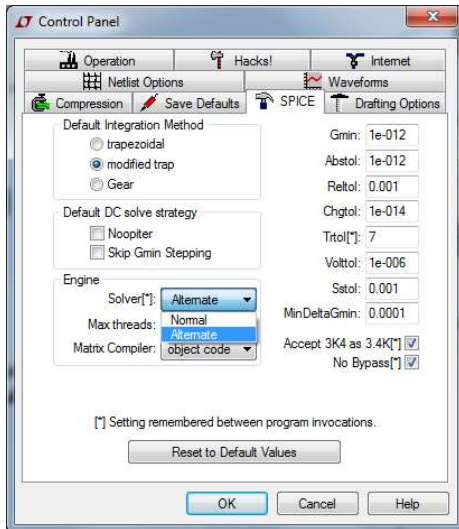 Control Panel
Operation
Hacks!
Internet
Netlist Options
Waveforms
Compression
Save Defaults
SPICE
Drafting Options
Default Integration Method
trapezoidal
modified trap
Gear
Default DC solve strategy
Noopiter
Skip Gmin Stepping
Engine
Solver[*]: Alternate
Normal
Alternate
Max threads:
Matrix Compiler: object code
Gmin: 1e-012
Abstol: 1e-012
Reltol: 0.001
Chgtol: 1e-014
Trtol[*]: 7
Volttol: 1e-006
Sstol: 0.001
MinDeltaGmin: 0.0001
Accept 3K4 as 3.4K[*]
No Bypass[*]
[*] Setting remembered between program invocations.
Reset to Default Values
OK
Cancel
Help